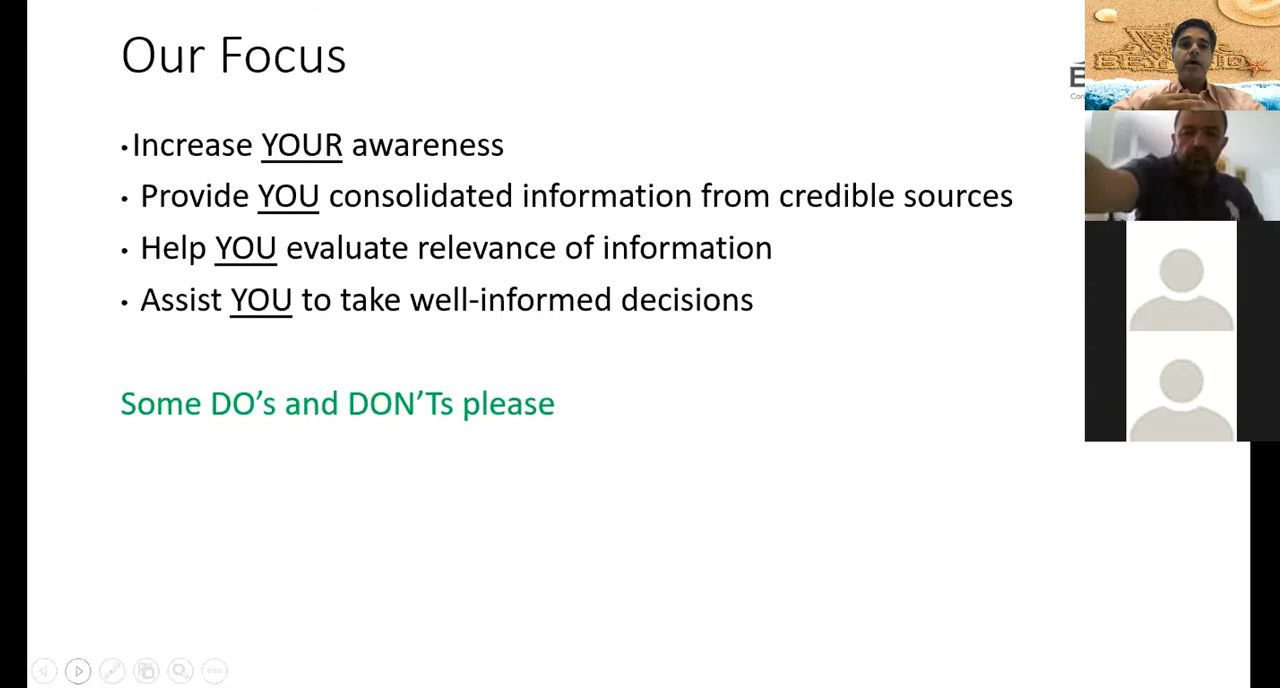 Our Focus
• Increase YOUR awareness
• Provide YOU consolidated information from credible sources
• Help YOU evaluate relevance of information
• Assist YOU to take well-informed decisions
Some DO’s and DON’Ts please